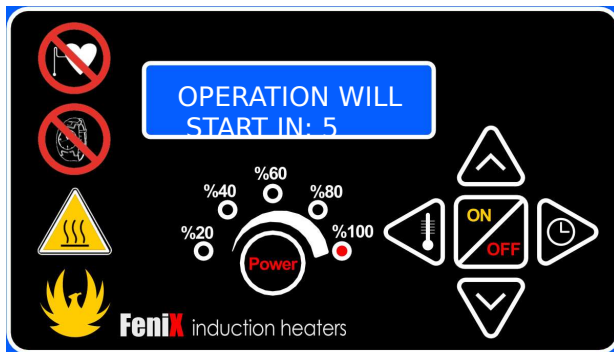 OPERATION WILL
START IN: 5
%60
%40
%80
%20
%100
Power
ON
OFF
FeniX induction heaters